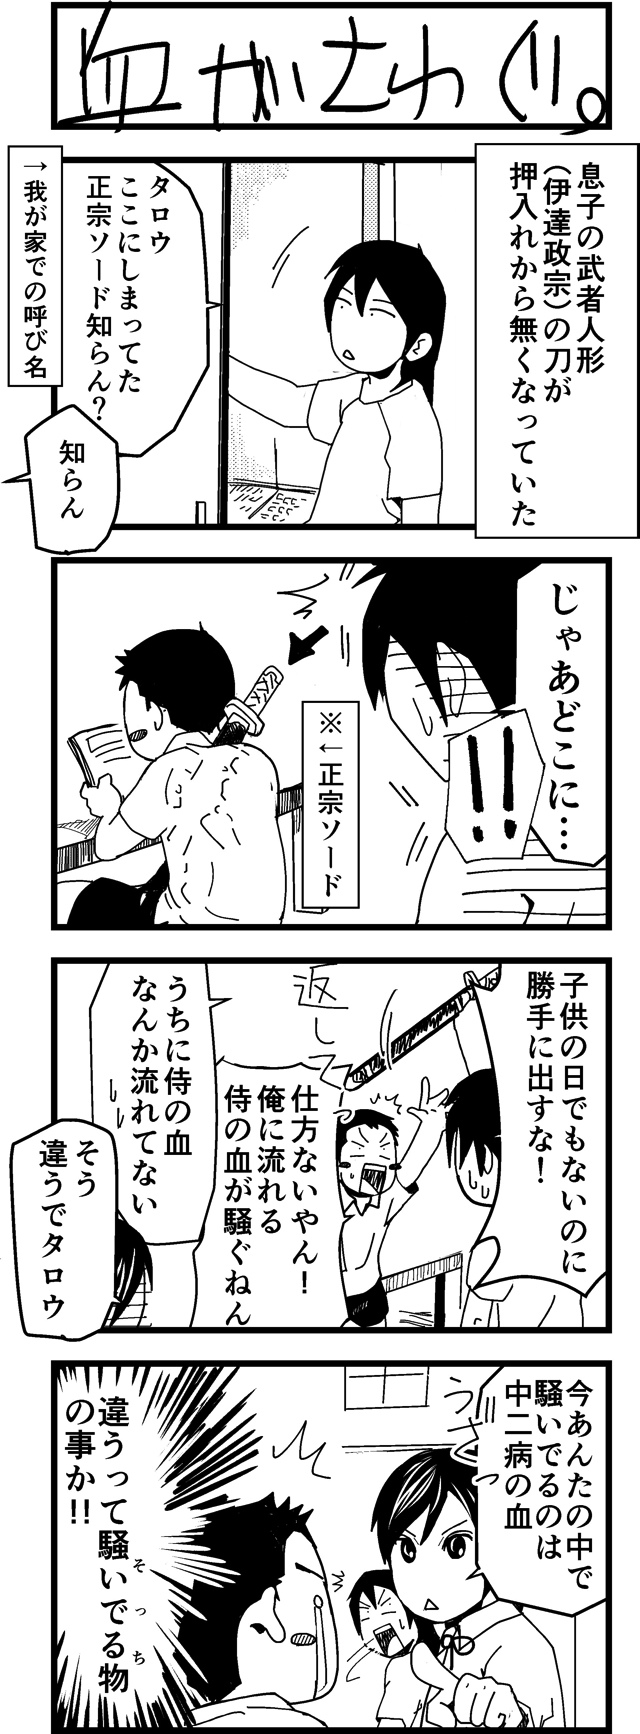 血がさわぐ。
息子の武者人形
(伊達政宗)の刀が
押入れから無くなっていた
タロウ
ここにしまってた
正宗ソード知らん?
→我が家での呼び名
知らん
じゃあどこに…
!!
※←正宗ソード
子供の日でもないのに
勝手に出すな!
返して
仕方ないやん!
俺に流れる
侍の血が騒ぐねん
うちに侍の血
なんか流れてない
そう
違うでタロウ
今あんたの中で
騒いでるのは
中二病の血
うっ
違うって騒いでる物
そっち
の事か!!